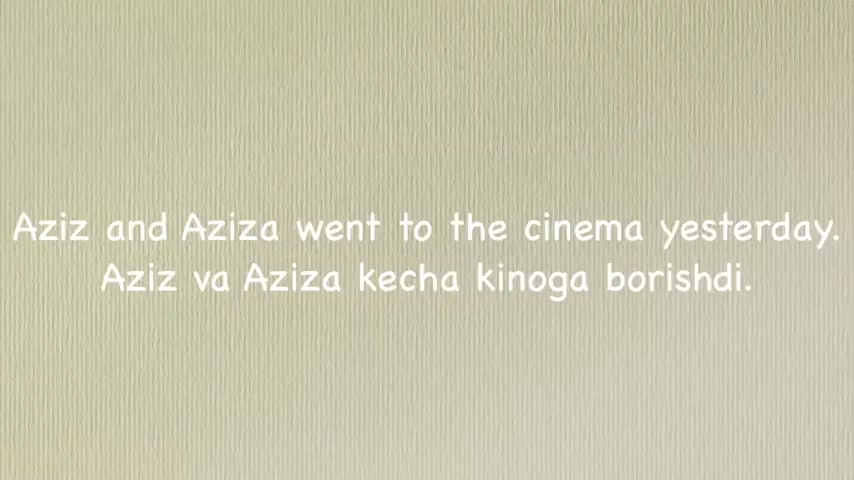 Aziz and Aziza went to the cinema yesterday.
Aziz va Aziza kecha kinoga borishdi.